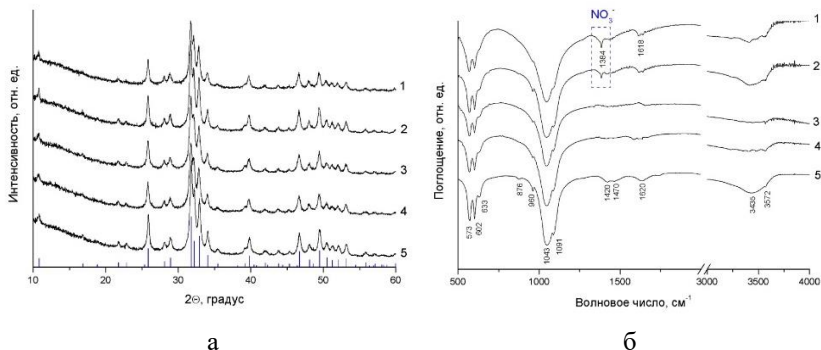 Интенсивность, отн. ед.
1
2
3
4
5
10 20 30 40 50 60
2Θ, градус
а
Поглощение, отн. ед.
NO₃⁻
1384
1618
1
2
3
4
5
573
602
633
876
960
1043
1091
1420
1470
1620
3435
3572
500 1000 1500 3000 3500 4000
Волновое число, см⁻¹
б